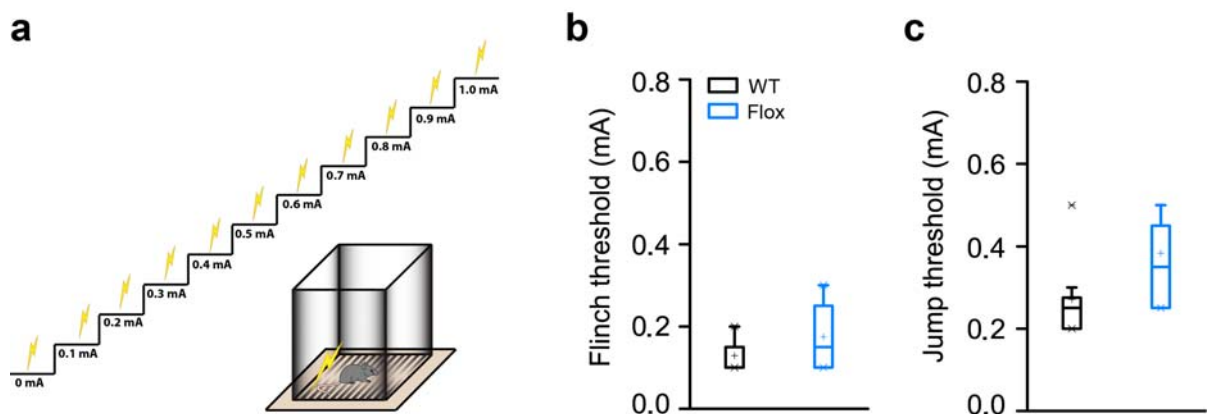 a
0 mA
0.1 mA
0.2 mA
0.3 mA
0.4 mA
0.5 mA
0.6 mA
0.7 mA
0.8 mA
0.9 mA
1.0 mA
b
Flinch threshold (mA)
0.8
0.6
0.4
0.2
0.0
WT
Flox
c
Jump threshold (mA)
0.8
0.6
0.4
0.2
0.0